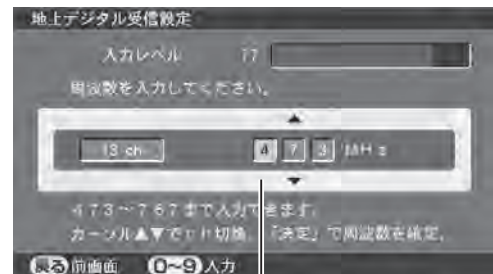 地上デジタル受信設定
入力レベル 77
周波数を入力してください。
13 ch 4 7 3 MHz
473〜767まで入力できます。
カーソル▲▼でch切換、「決定」で周波数を確定。
戻る 前画面 0~9 入力